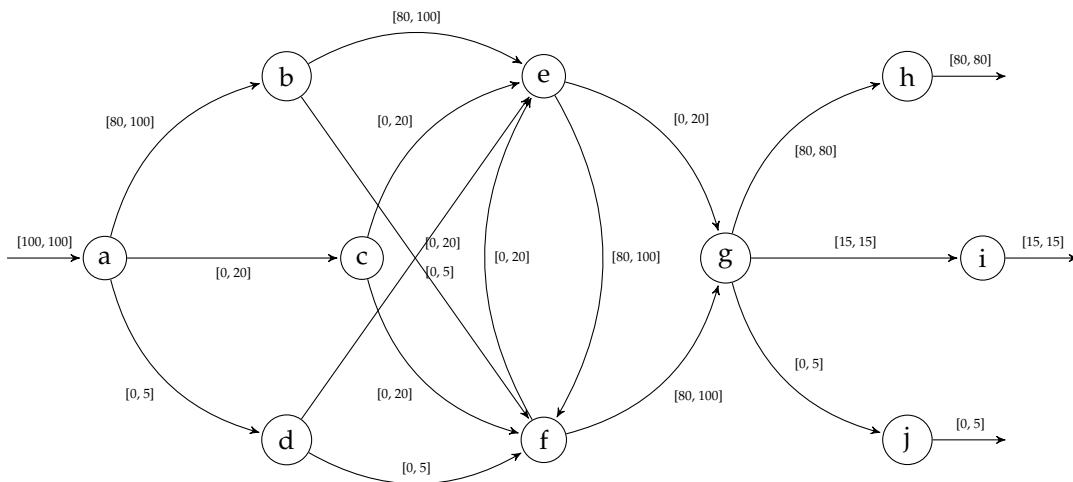 [80, 100]
b
e
h
[80, 80]
[80, 100]
[0, 20]
[0, 20]
[80, 80]
[100, 100]
a
[0, 20]
c
[0, 20]
[0, 5]
[0, 20]
[80, 100]
g
[15, 15]
i
[15, 15]
[0, 5]
[0, 20]
[80, 100]
[0, 5]
d
[0, 5]
f
j
[0, 5]